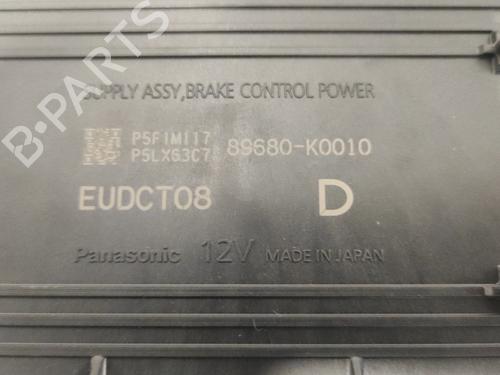 SUPPLY ASSY,BRAKE CONTROL POWER
P5F1M117
P5LX63C7
89680-K0010
EUDCT08
D
Panasonic 12V MADE IN JAPAN
B-PARTS